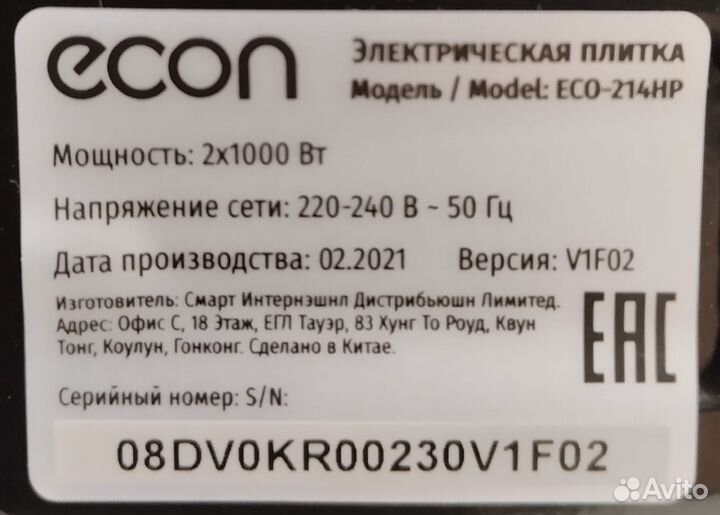 econ
ЭЛЕКТРИЧЕСКАЯ ПЛИТКА
Модель / Model: ECO-214HP
Мощность: 2x1000 Вт
Напряжение сети: 220-240 В ~ 50 Гц
Дата производства: 02.2021 Версия: V1F02
Изготовитель: Смарт Интернэшнл Дистрибьюшн Лимитед.
Адрес: Офис С, 18 Этаж, ЕГЛ Тауэр, 83 Хунг То Роуд, Квун
Тонг, Коулун, Гонконг. Сделано в Китае.
EAC
Серийный номер: S/N:
08DV0KR00230V1F02
Avito